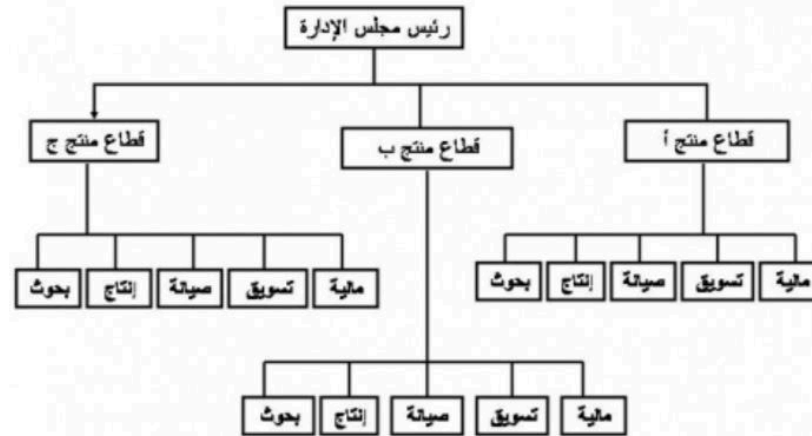 رئيس مجلس الإدارة
قطاع منتج أ
قطاع منتج ب
قطاع منتج ج
مالية
تسويق
صيانة
إنتاج
بحوث
مالية
تسويق
صيانة
إنتاج
بحوث
مالية
تسويق
صيانة
إنتاج
بحوث